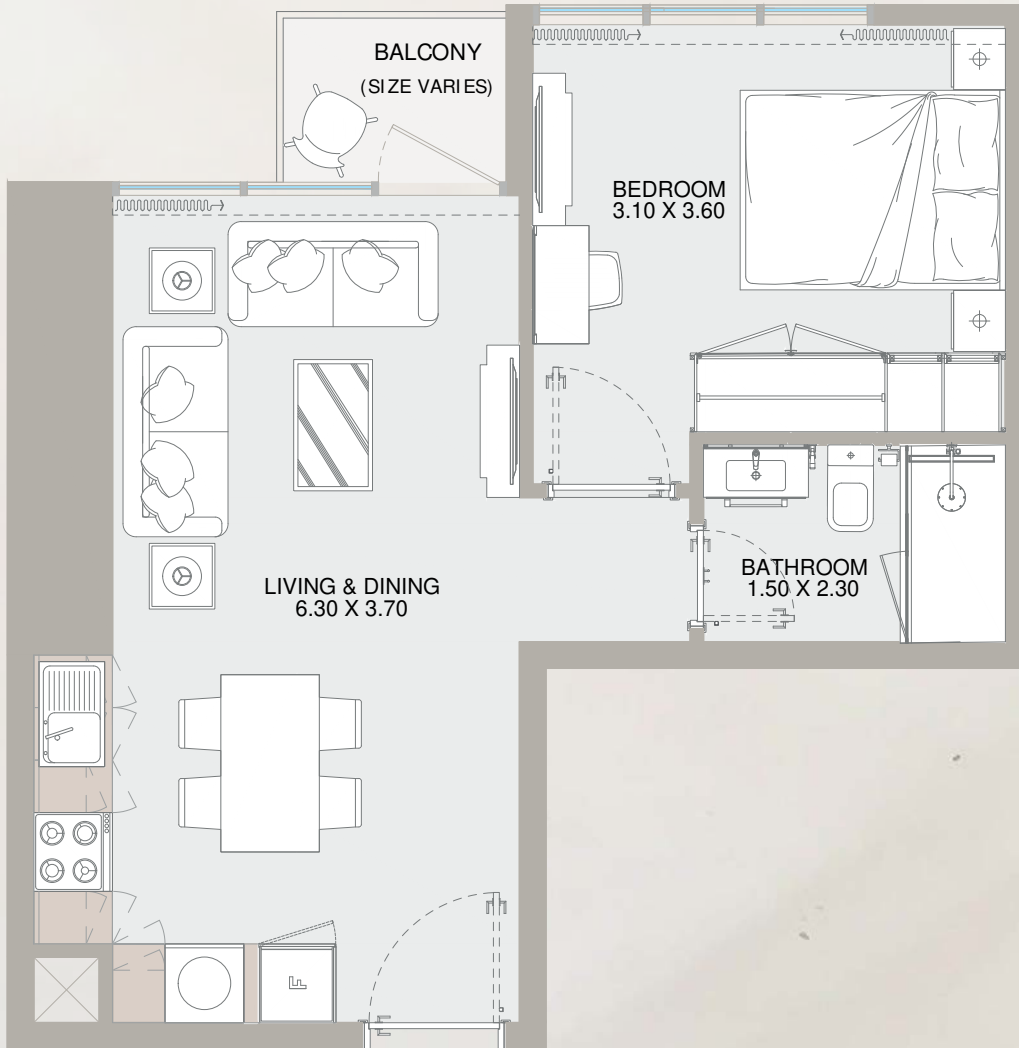 BALCONY
(SIZE VARIES)
BEDROOM
3.10 X 3.60
LIVING & DINING
6.30 X 3.70
BATHROOM
1.50 X 2.30
F